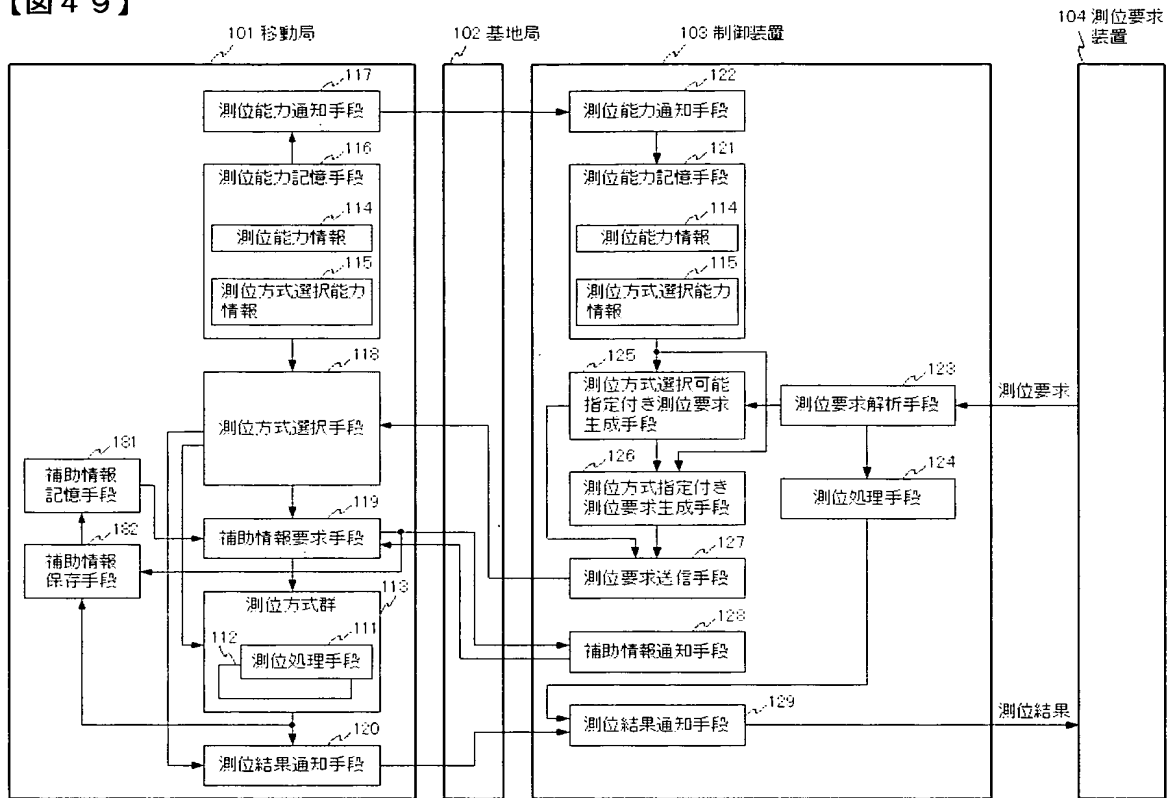 【図４９】
101 移動局
102 基地局
103 制御装置
104 測位要求
装置
117
測位能力通知手段
116
測位能力記憶手段
114
測位能力情報
115
測位方式選択能力
情報
118
測位方式選択手段
181
補助情報
記憶手段
119
補助情報要求手段
182
補助情報
保存手段
113
測位方式群
112
111
測位処理手段
120
測位結果通知手段
122
測位能力通知手段
121
測位能力記憶手段
114
測位能力情報
115
測位方式選択能力
情報
125
測位方式選択可能
指定付き測位要求
生成手段
123
測位要求解析手段
測位要求
126
測位方式指定付き
測位要求生成手段
124
測位処理手段
127
測位要求送信手段
128
補助情報通知手段
129
測位結果通知手段
測位結果